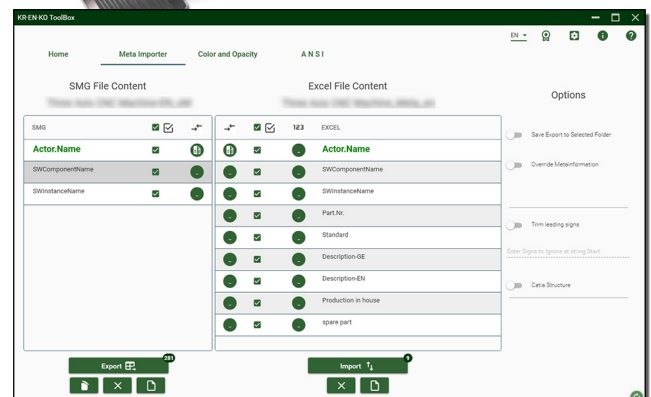 KR-EN-KO ToolBox
EN
Home Meta Importer Color and Opacity A N S I
SMG File Content Excel File Content
Options
SMG 123 EXCEL
Save Export to Selected Folder
Actor.Name Actor.Name
SWComponentName SWComponentName
Override Metainformation
SWInstanceName SWInstanceName
Part.Nr.
Trim leading signs
Standard
Enter Signs to Ignore at string Start
Description-GE
Description-EN
Catia Structure
Production in house
spare part
Export 281 Import 9